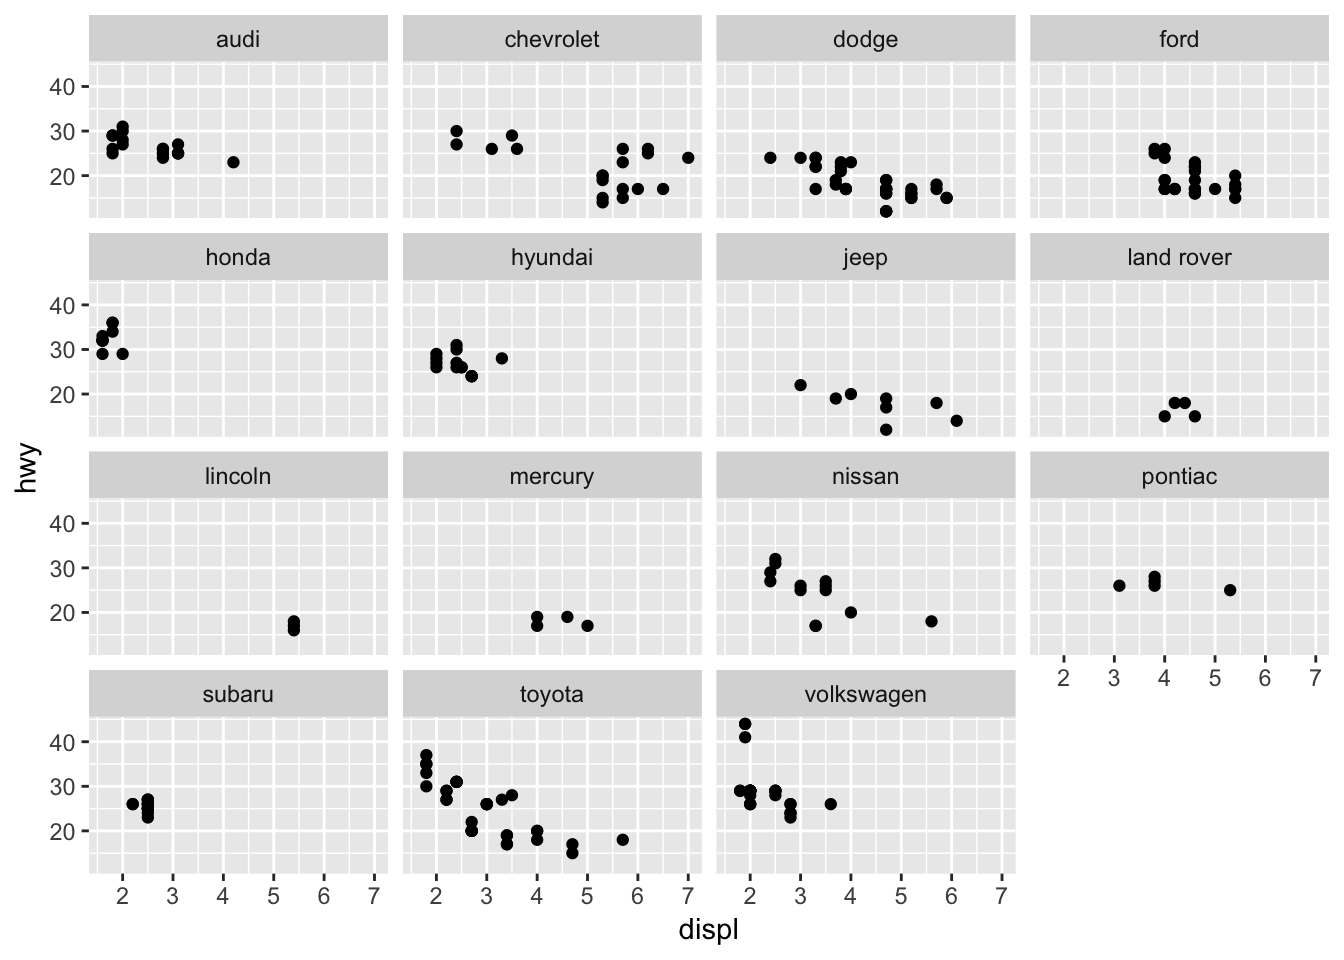 audi chevrolet dodge ford
40
30
20
honda hyundai jeep land rover
40
30
20
lincoln mercury nissan pontiac
40
30
20
2 3 4 5 6 7
subaru toyota volkswagen
40
30
20
2 3 4 5 6 7 2 3 4 5 6 7 2 3 4 5 6 7
displ
hwy